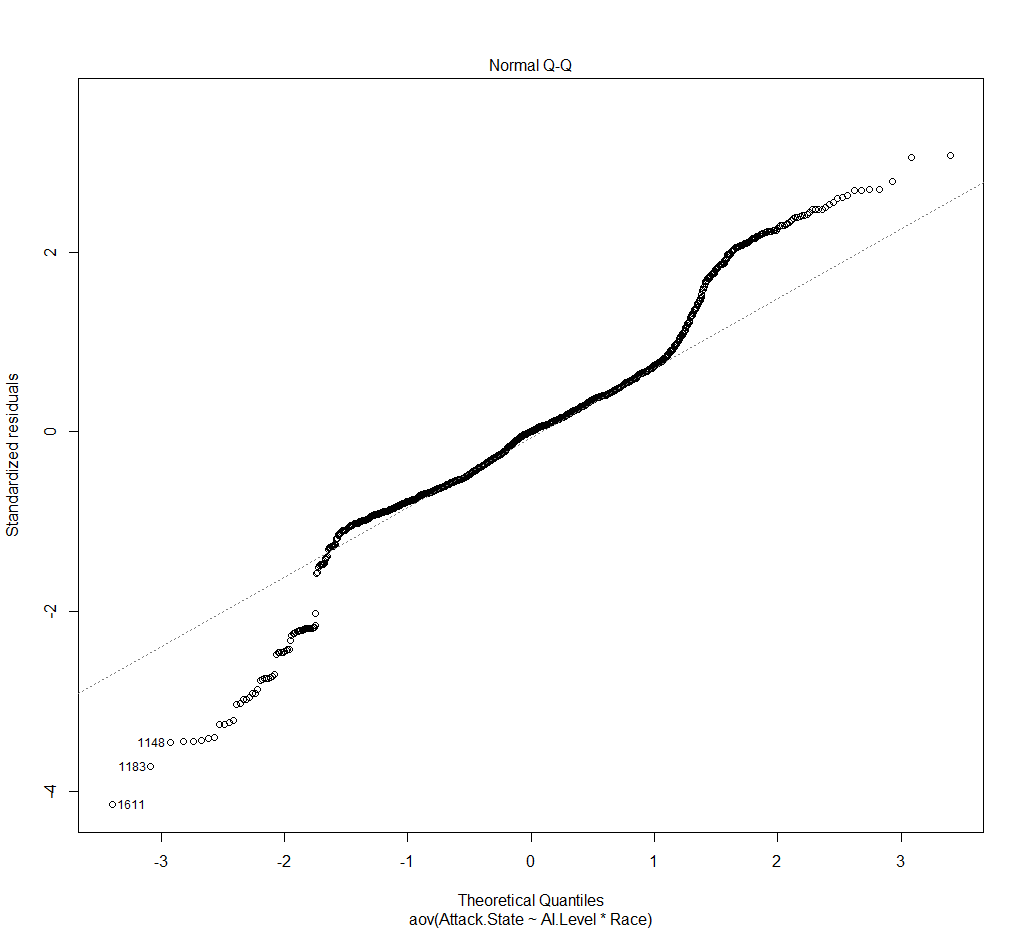 Normal Q-Q
Standardized residuals
2
0
-2
-4
1148
1183
1611
-3 -2 -1 0 1 2 3
Theoretical Quantiles
aov(Attack.State ~ AI.Level * Race)